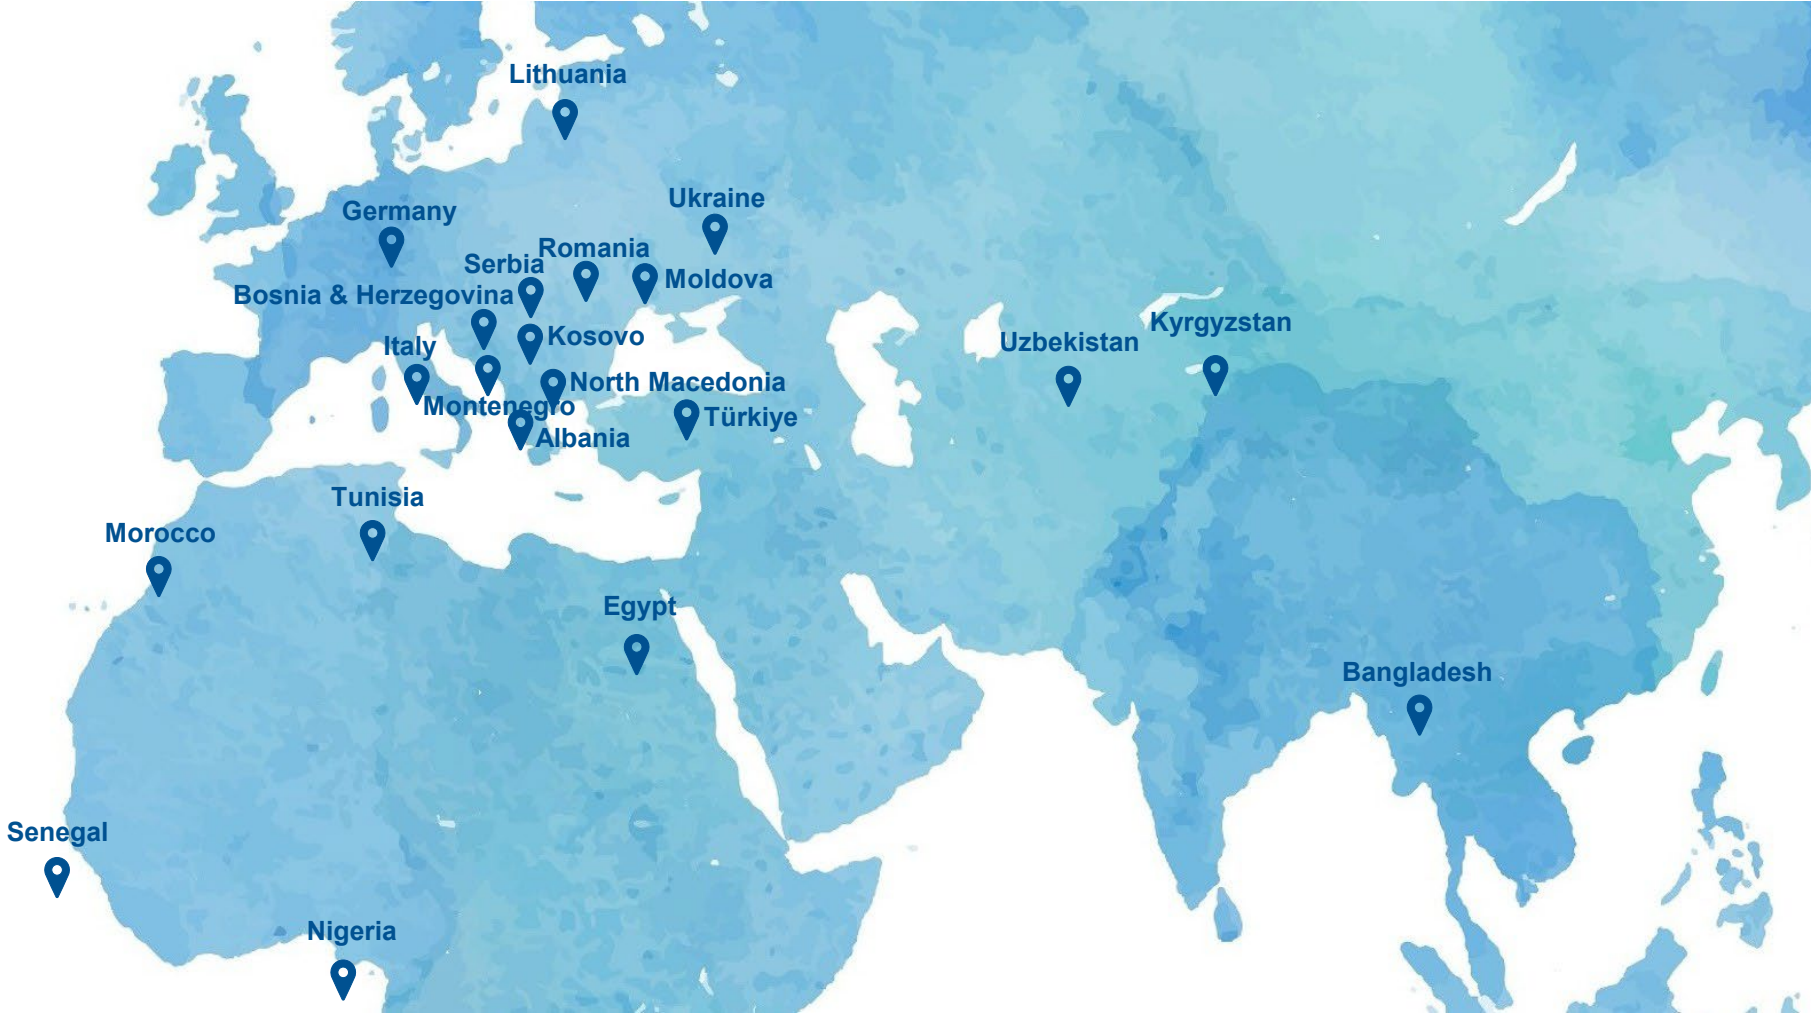 Lithuania
Ukraine
Germany
Romania
Serbia
Moldova
Bosnia & Herzegovina
Kyrgyzstan
Kosovo
Uzbekistan
Italy
North Macedonia
Montenegro
Türkiye
Albania
Tunisia
Morocco
Egypt
Bangladesh
Senegal
Nigeria